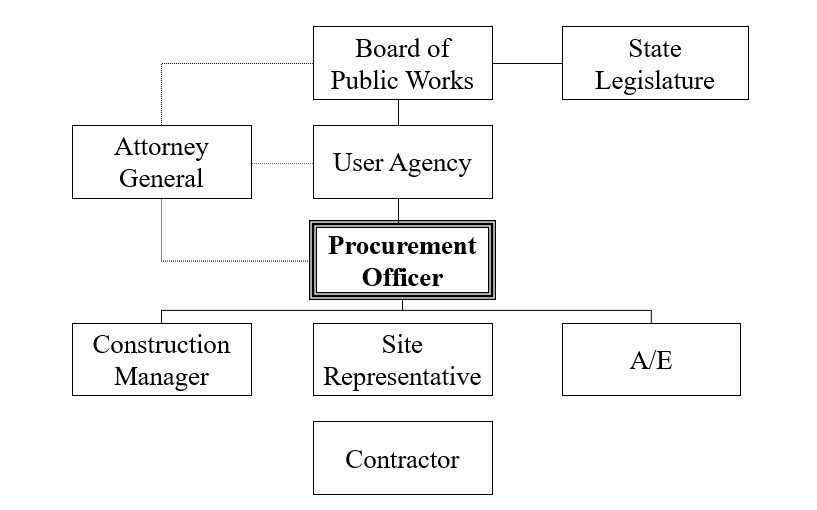 Board of
Public Works
State
Legislature
Attorney
General
User Agency
Procurement
Officer
Construction
Manager
Site
Representative
A/E
Contractor